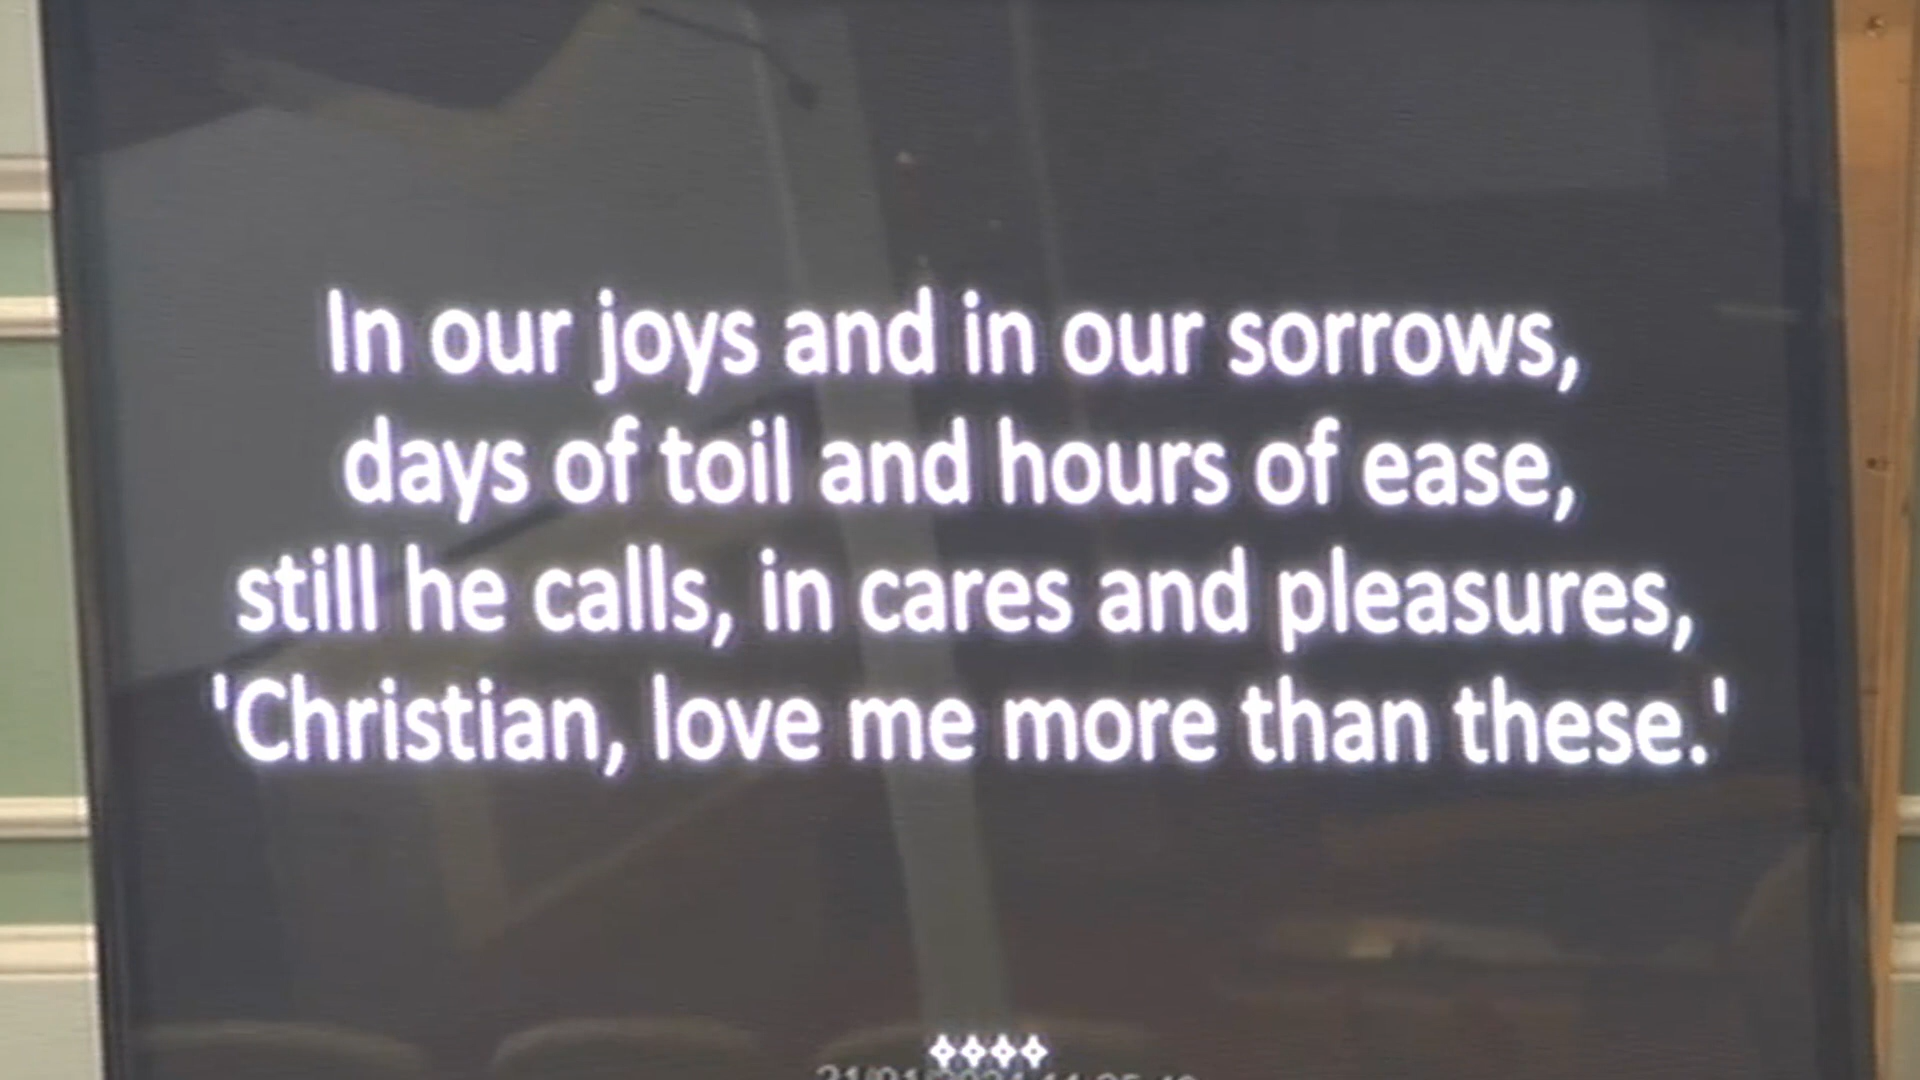 In our joys and in our sorrows,
days of toil and hours of ease,
still he calls, in cares and pleasures,
'Christian, love me more than these.'